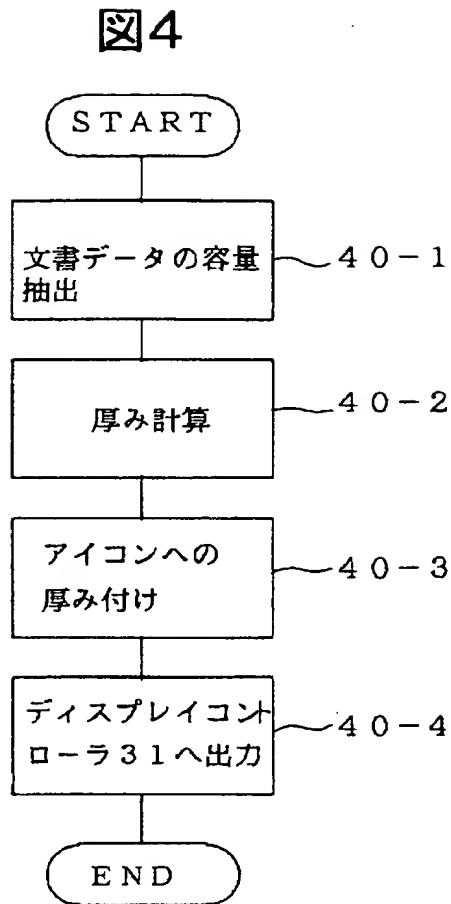 図4
START
文書データの容量
抽出
40-1
厚み計算
40-2
アイコンへの
厚み付け
40-3
ディスプレイコント
ローラ31へ出力
40-4
END